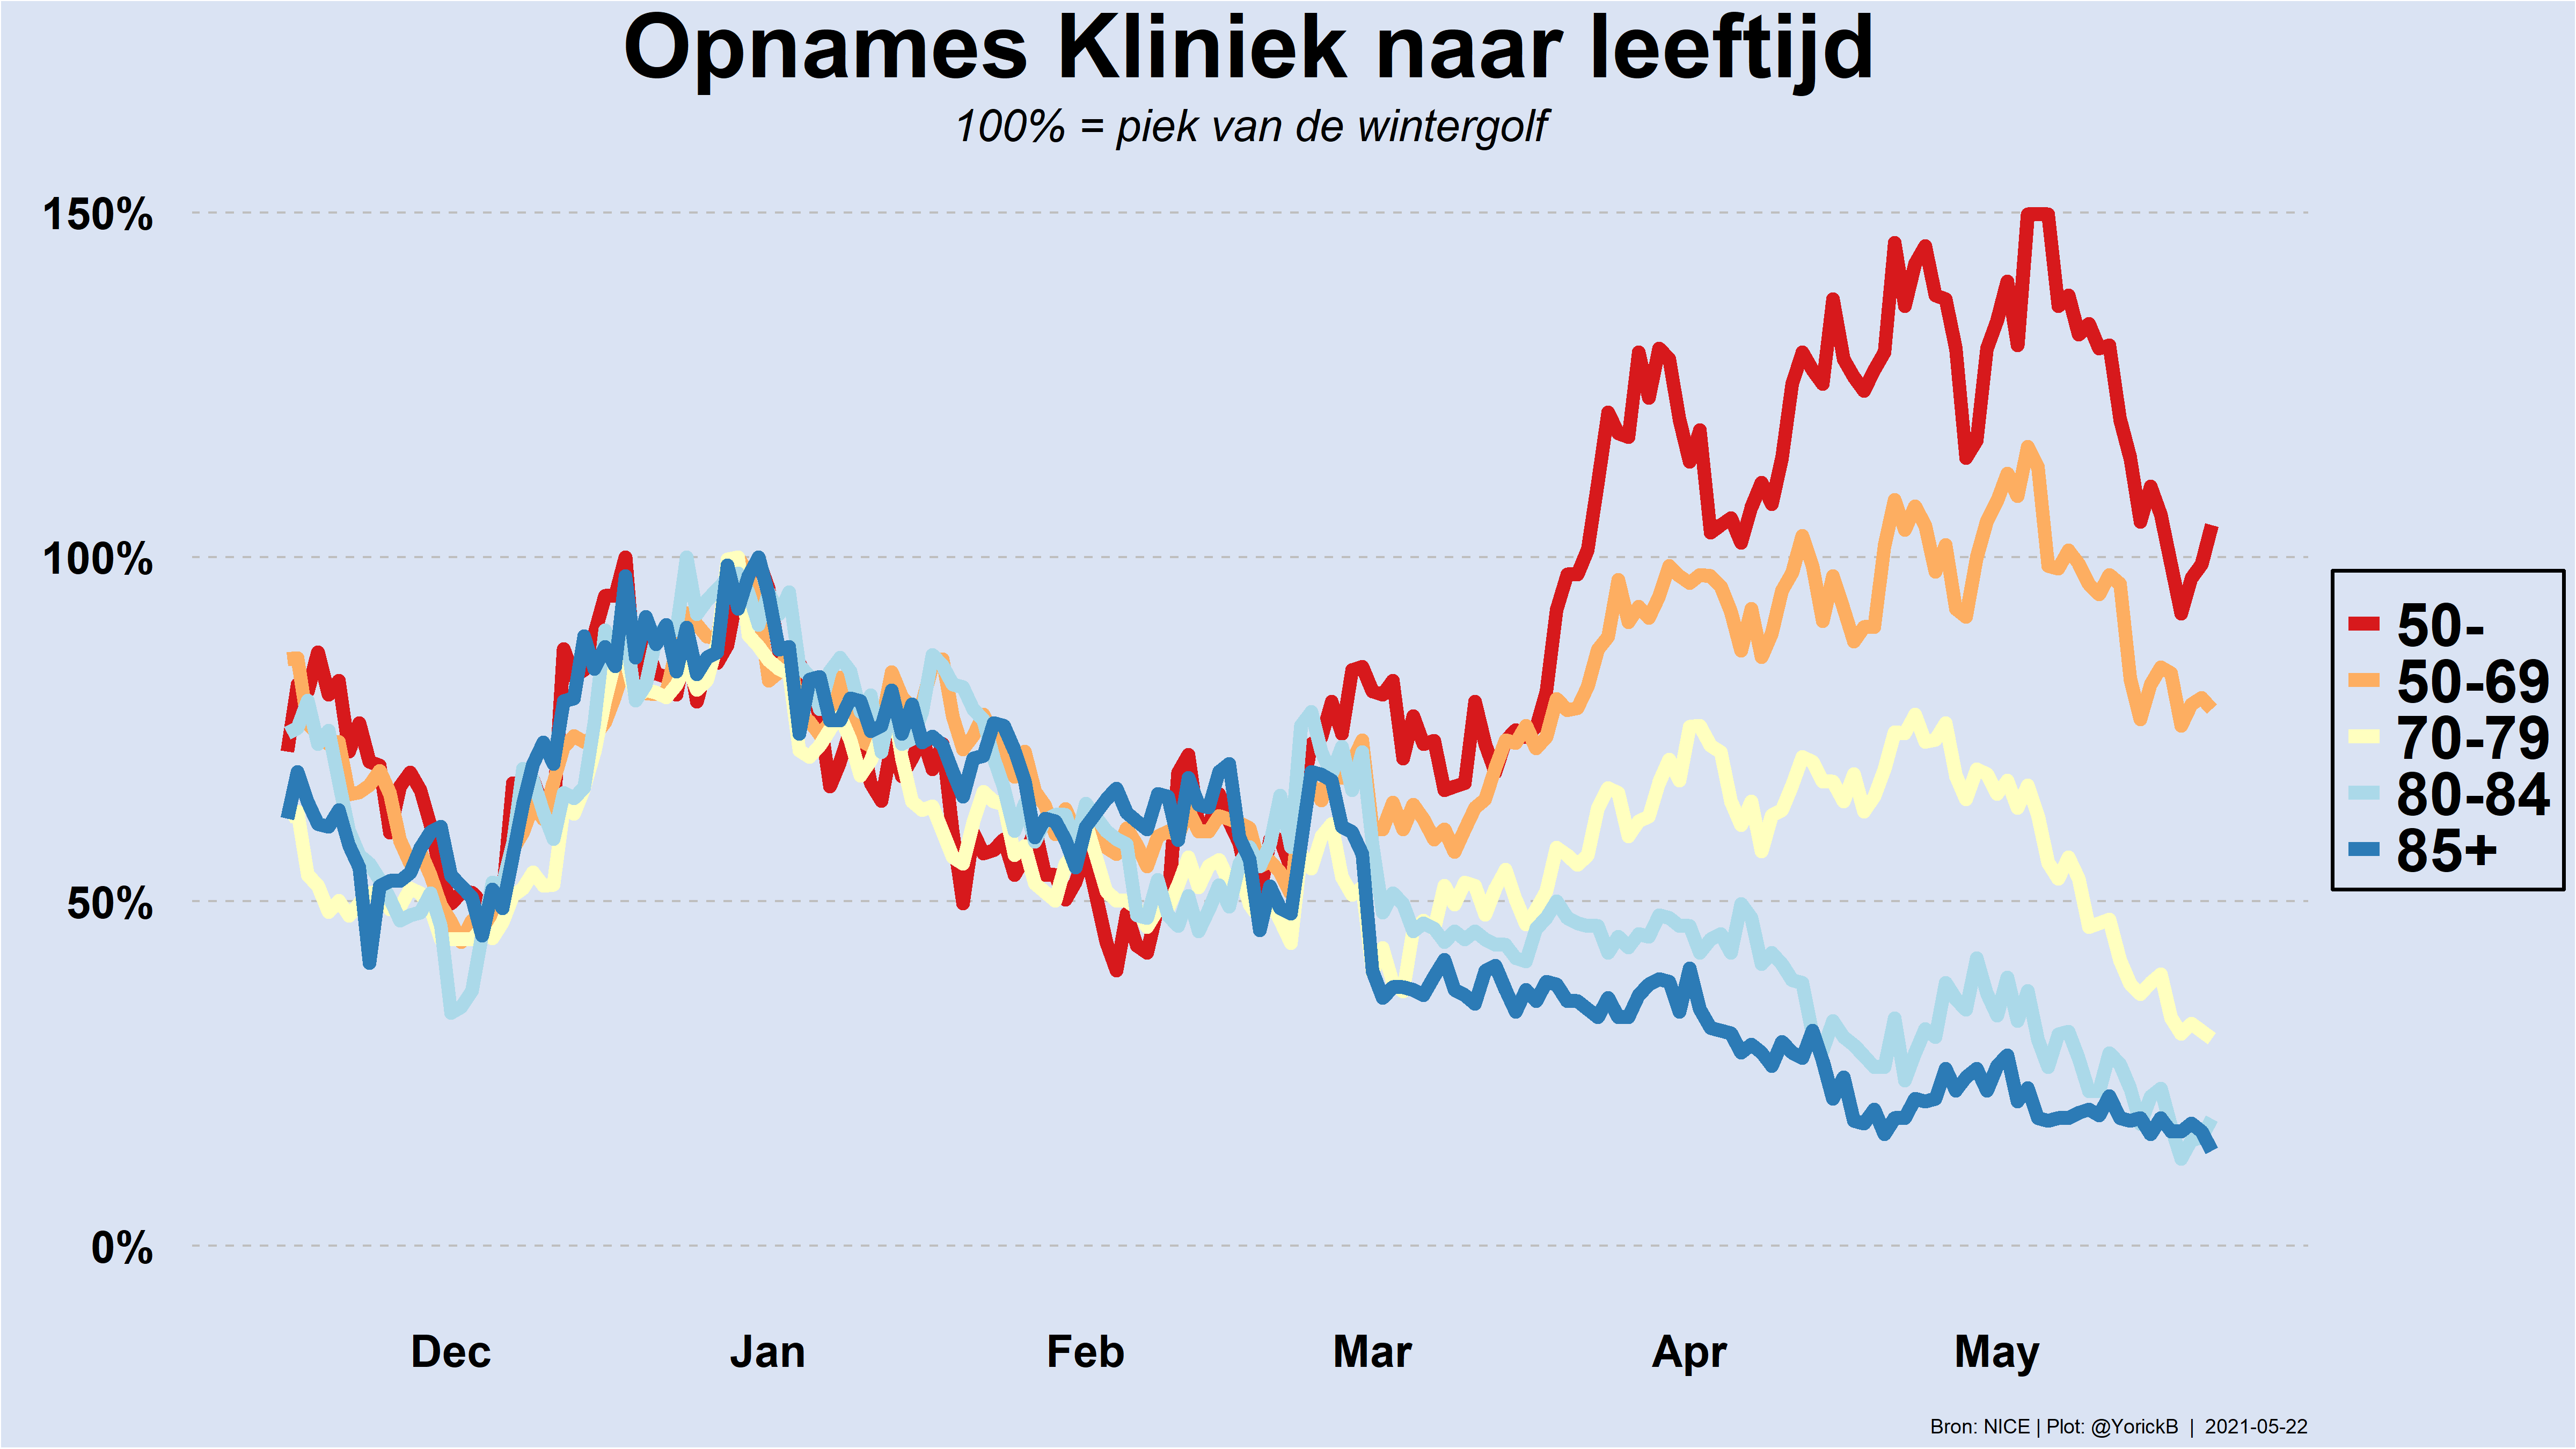 Opnames Kliniek naar leeftijd
100% = piek van de wintergolf
150%
100%
50%
0%
50-
50-69
70-79
80-84
85+
Dec Jan Feb Mar Apr May
Bron: NICE | Plot: @YorickB | 2021-05-22